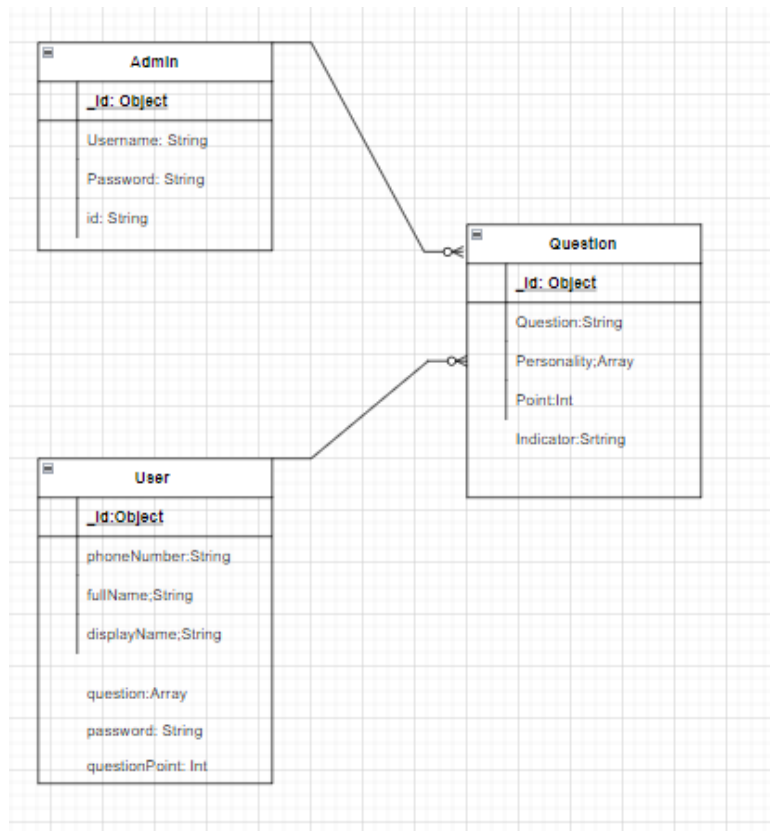 Admin
_id: Object
Username: String
Password: String
id: String
Question
_id: Object
Question:String
Personality;Array
Point:Int
Indicator:Srtring
User
_id:Object
phoneNumber:String
fullName;String
displayName;String
question:Array
password: String
questionPoint: Int